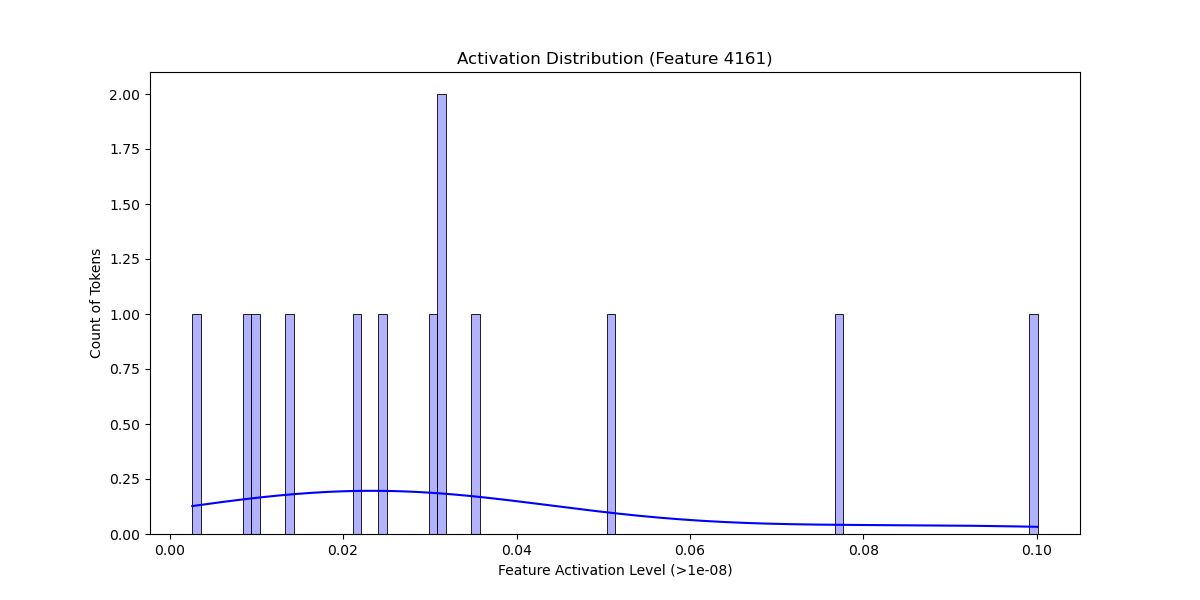 Activation Distribution (Feature 4161)
2.00
1.75
1.50
1.25
1.00
0.75
0.50
0.25
0.00
Count of Tokens
0.00 0.02 0.04 0.06 0.08 0.10
Feature Activation Level (>1e-08)